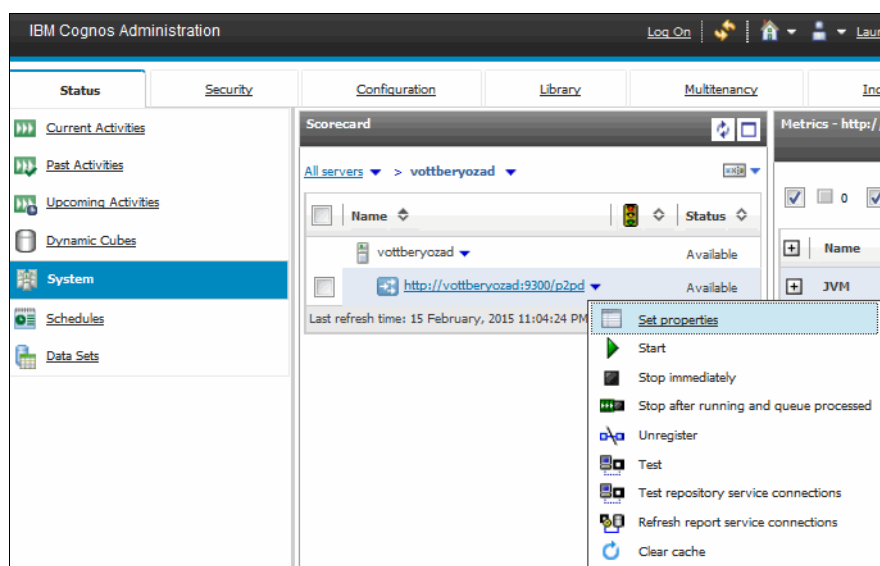 IBM Cognos Administration
Log On
Status
Security
Configuration
Library
Multitenancy
Current Activities
Past Activities
Upcoming Activities
Dynamic Cubes
System
Schedules
Data Sets
Scorecard
All servers > vottberyozad
Name
Status
vottberyozad
Available
http://vottberyozad:9300/p2pd
Available
Last refresh time: 15 February, 2015 11:04:24 PM
Metrics - http:/
0
Name
JVM
Set properties
Start
Stop immediately
Stop after running and queue processed
Unregister
Test
Test repository service connections
Refresh report service connections
Clear cache